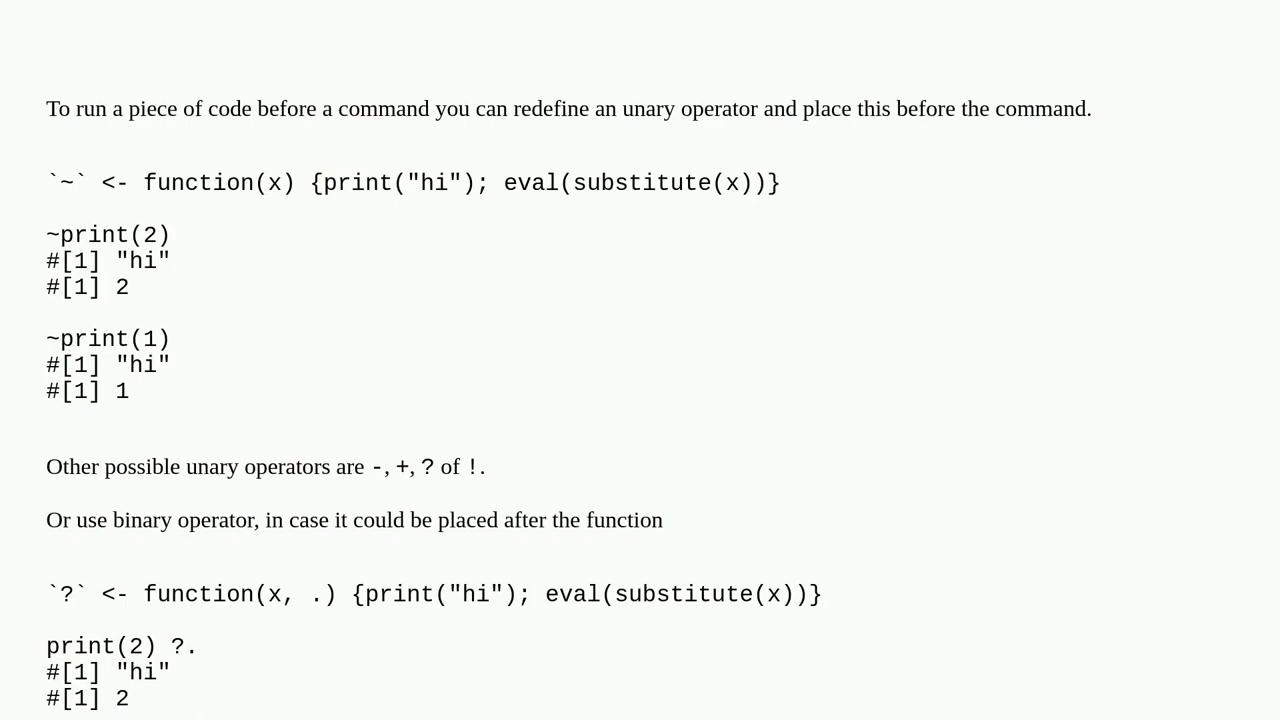 To run a piece of code before a command you can redefine an unary operator and place this before the command.
`~` <- function(x) {print("hi"); eval(substitute(x))}
~print(2)
#[1] "hi"
#[1] 2
~print(1)
#[1] "hi"
#[1] 1
Other possible unary operators are -, +, ? of !.
Or use binary operator, in case it could be placed after the function
`?` <- function(x, .) {print("hi"); eval(substitute(x))}
print(2) ?.
#[1] "hi"
#[1] 2